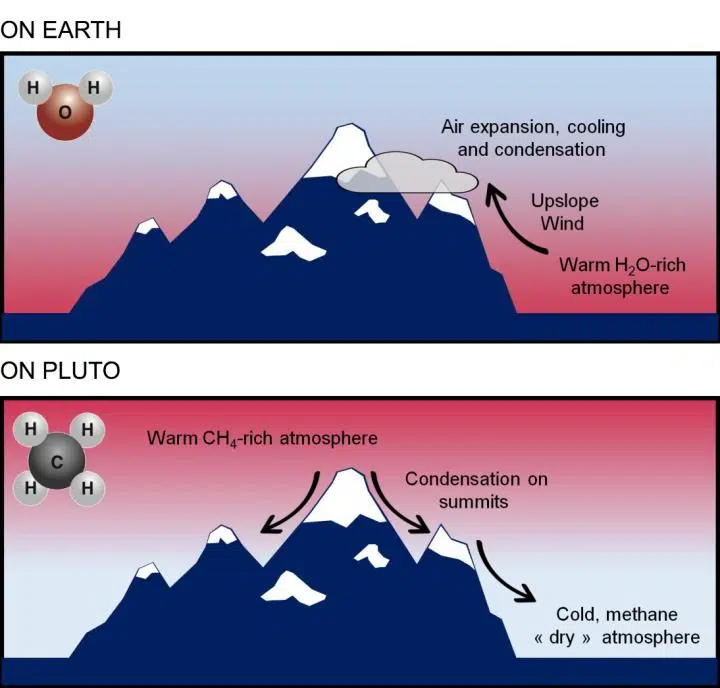 ON EARTH
H H
O
Air expansion, cooling
and condensation
Upslope
Wind
Warm H₂O-rich
atmosphere
ON PLUTO
H H
C
H H
Warm CH₄-rich atmosphere
Condensation on
summits
Cold, methane
« dry » atmosphere